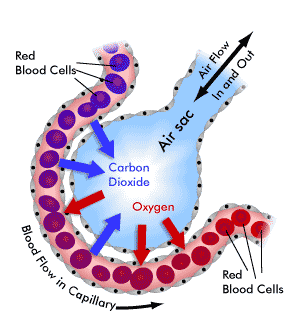 Red
Blood Cells
Air Flow
In and Out
Air sac
Carbon
Dioxide
Oxygen
Blood Flow in Capillary
Red
Blood Cells